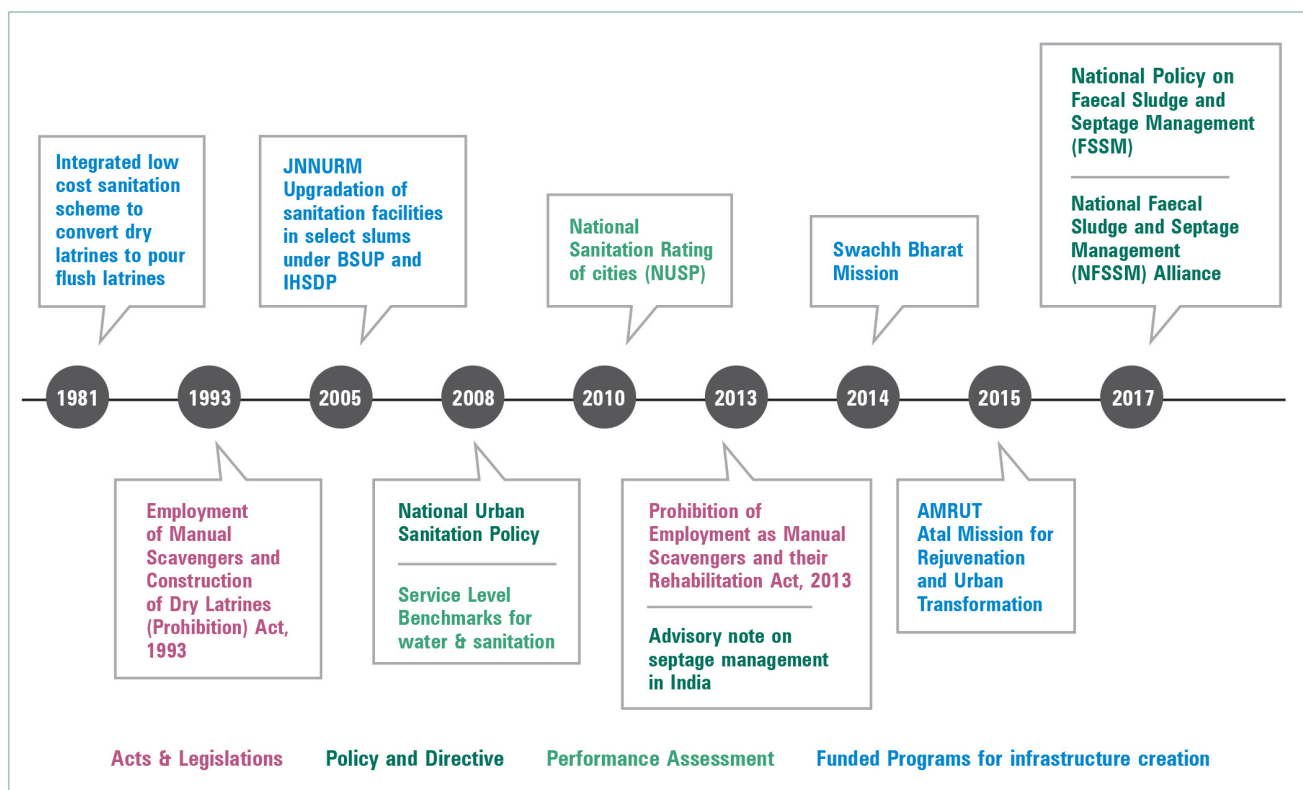 National Policy on
Faecal Sludge and
Septage Management
(FSSM)
National Faecal
Sludge and Septage
Management
(NFSSM) Alliance
Integrated low
cost sanitation
scheme to
convert dry
latrines to pour
flush latrines
JNNURM
Upgradation of
sanitation facilities
in select slums
under BSUP and
IHSDP
National
Sanitation Rating
of cities (NUSP)
Swachh Bharat
Mission
1981
1993
2005
2008
2010
2013
2014
2015
2017
Employment
of Manual
Scavengers and
Construction
of Dry Latrines
(Prohibition) Act,
1993
National Urban
Sanitation Policy
Service Level
Benchmarks for
water & sanitation
Prohibition of
Employment as Manual
Scavengers and their
Rehabilitation Act, 2013
Advisory note on
septage management
in India
AMRUT
Atal Mission for
Rejuvenation
and Urban
Transformation
Acts & Legislations
Policy and Directive
Performance Assessment
Funded Programs for infrastructure creation